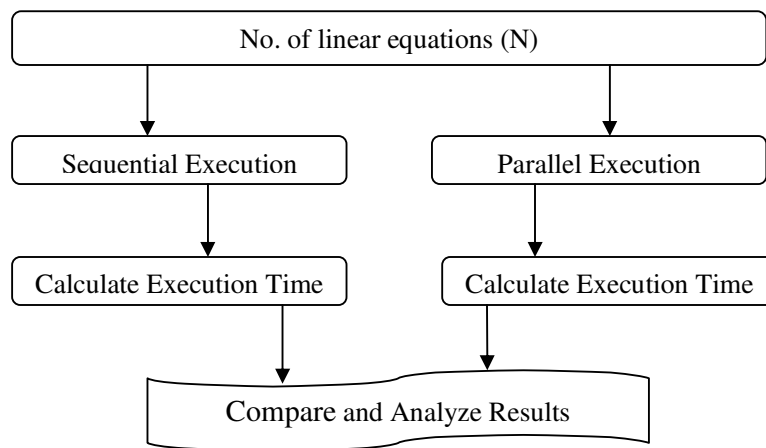 No. of linear equations (N)
Sequential Execution
Parallel Execution
Calculate Execution Time
Calculate Execution Time
Compare and Analyze Results